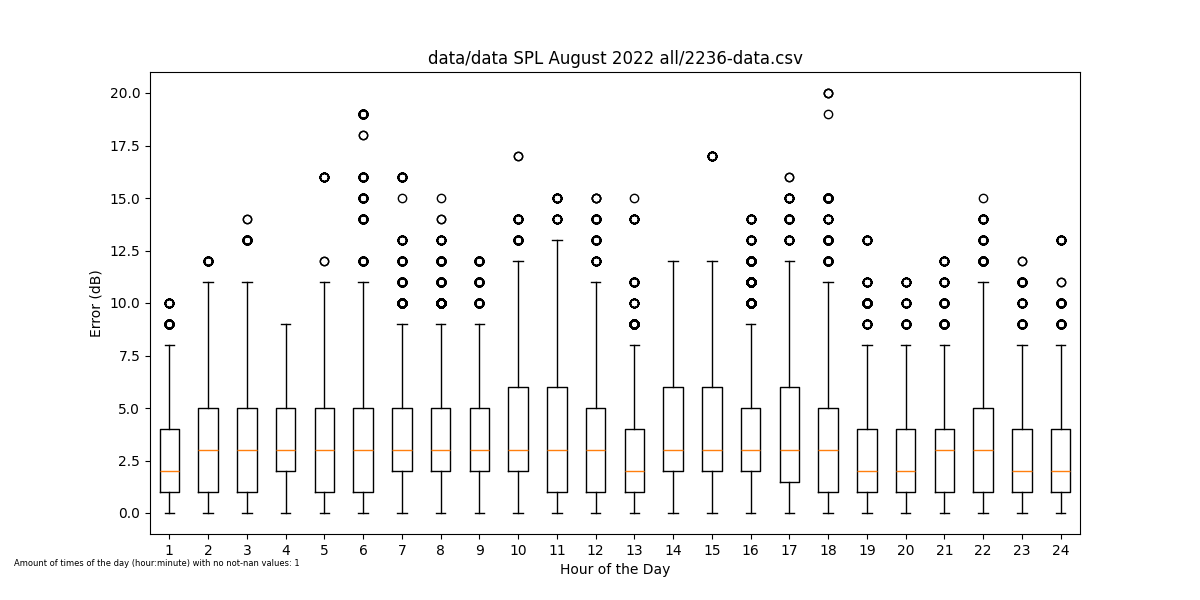 data/data SPL August 2022 all/2236-data.csv
20.0
17.5
15.0
12.5
10.0
7.5
5.0
2.5
0.0
Error (dB)
1 2 3 4 5 6 7 8 9 10 11 12 13 14 15 16 17 18 19 20 21 22 23 24
Hour of the Day
Amount of times of the day (hour:minute) with no not-nan values: 1